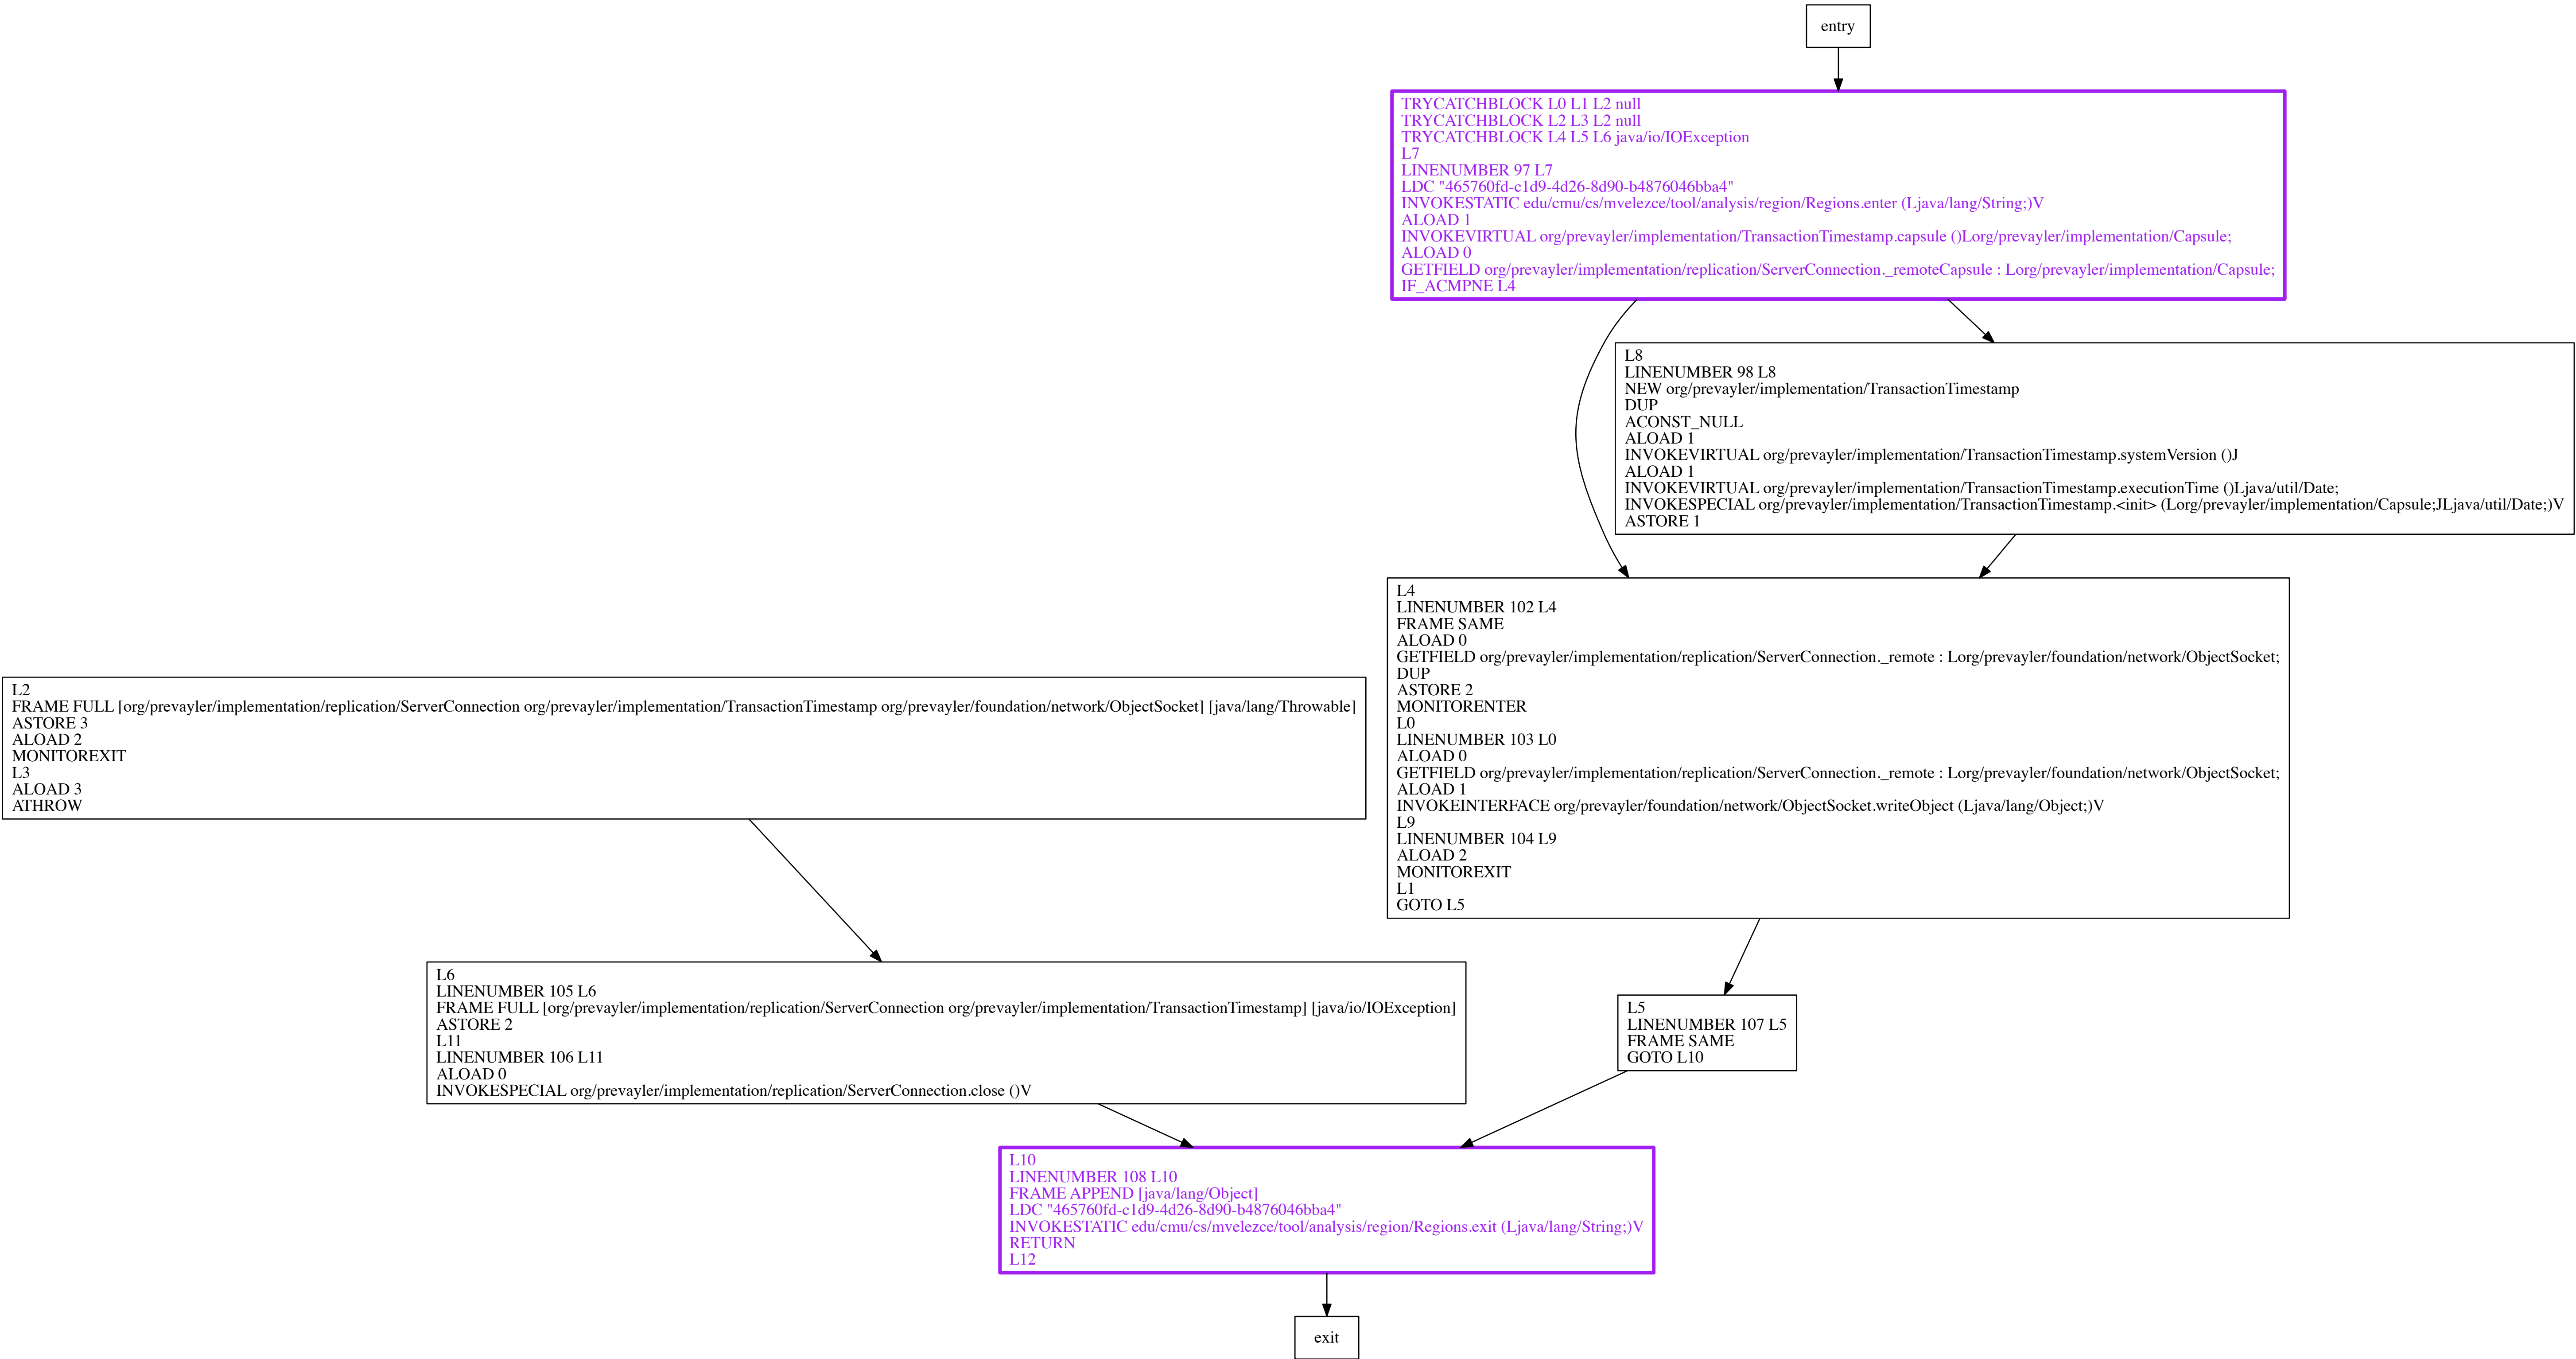 entry
TRYCATCHBLOCK L0 L1 L2 null
TRYCATCHBLOCK L2 L3 L2 null
TRYCATCHBLOCK L4 L5 L6 java/io/IOException
L7
LINENUMBER 97 L7
LDC "465760fd-c1d9-4d26-8d90-b4876046bba4"
INVOKESTATIC edu/cmu/cs/mvelezce/tool/analysis/region/Regions.enter (Ljava/lang/String;)V
ALOAD 1
INVOKEVIRTUAL org/prevayler/implementation/TransactionTimestamp.capsule ()Lorg/prevayler/implementation/Capsule;
ALOAD 0
GETFIELD org/prevayler/implementation/replication/ServerConnection._remoteCapsule : Lorg/prevayler/implementation/Capsule;
IF_ACMPNE L4
L8
LINENUMBER 98 L8
NEW org/prevayler/implementation/TransactionTimestamp
DUP
ACONST_NULL
ALOAD 1
INVOKEVIRTUAL org/prevayler/implementation/TransactionTimestamp.systemVersion ()J
ALOAD 1
INVOKEVIRTUAL org/prevayler/implementation/TransactionTimestamp.executionTime ()Ljava/util/Date;
INVOKESPECIAL org/prevayler/implementation/TransactionTimestamp.<init> (Lorg/prevayler/implementation/Capsule;JLjava/util/Date;)V
ASTORE 1
L4
LINENUMBER 102 L4
FRAME SAME
ALOAD 0
GETFIELD org/prevayler/implementation/replication/ServerConnection._remote : Lorg/prevayler/foundation/network/ObjectSocket;
DUP
ASTORE 2
MONITORENTER
L0
LINENUMBER 103 L0
ALOAD 0
GETFIELD org/prevayler/implementation/replication/ServerConnection._remote : Lorg/prevayler/foundation/network/ObjectSocket;
ALOAD 1
INVOKEINTERFACE org/prevayler/foundation/network/ObjectSocket.writeObject (Ljava/lang/Object;)V
L9
LINENUMBER 104 L9
ALOAD 2
MONITOREXIT
L1
GOTO L5
L2
FRAME FULL [org/prevayler/implementation/replication/ServerConnection org/prevayler/implementation/TransactionTimestamp org/prevayler/foundation/network/ObjectSocket] [java/lang/Throwable]
ASTORE 3
ALOAD 2
MONITOREXIT
L3
ALOAD 3
ATHROW
L6
LINENUMBER 105 L6
FRAME FULL [org/prevayler/implementation/replication/ServerConnection org/prevayler/implementation/TransactionTimestamp] [java/io/IOException]
ASTORE 2
L11
LINENUMBER 106 L11
ALOAD 0
INVOKESPECIAL org/prevayler/implementation/replication/ServerConnection.close ()V
L5
LINENUMBER 107 L5
FRAME SAME
GOTO L10
L10
LINENUMBER 108 L10
FRAME APPEND [java/lang/Object]
LDC "465760fd-c1d9-4d26-8d90-b4876046bba4"
INVOKESTATIC edu/cmu/cs/mvelezce/tool/analysis/region/Regions.exit (Ljava/lang/String;)V
RETURN
L12
exit